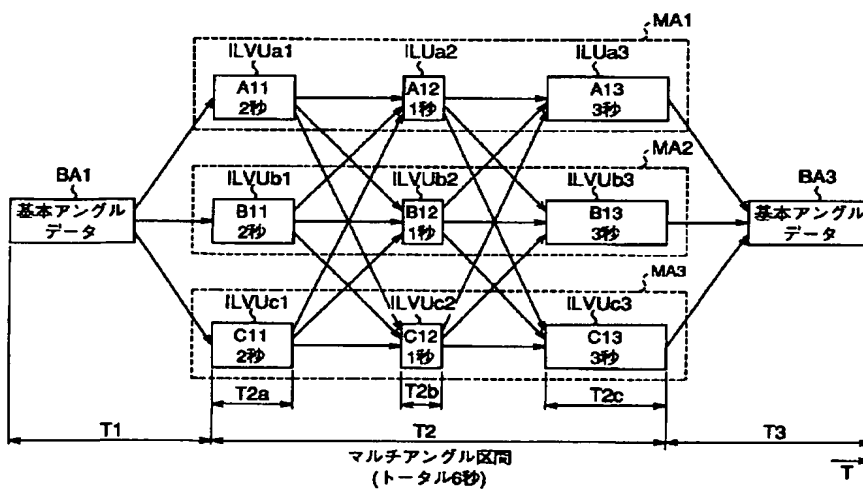 MA1
ILVUa1
ILUa2
ILUa3
A11
2秒
A12
1秒
A13
3秒
MA2
BA1
ILVUb1
ILVUb2
ILVUb3
BA3
基本アングル
データ
B11
2秒
B12
1秒
B13
3秒
基本アングル
データ
MA3
ILVUc1
ILVUc2
ILVUc3
C11
2秒
C12
1秒
C13
3秒
T2a
T2b
T2c
T1
T2
T3
マルチアングル区間
(トータル6秒)
T